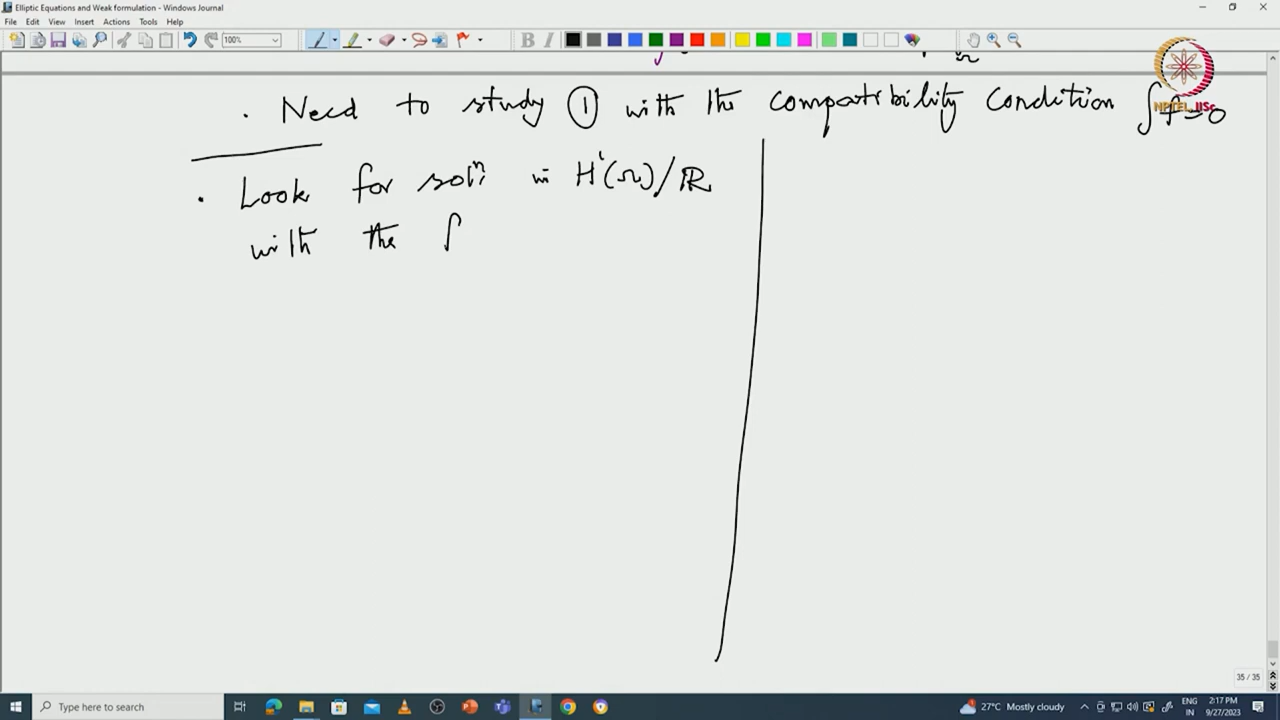 Elliptic Equations and Weak formulation - Windows Journal
File Edit View Insert Actions Tools Help
100%
B I
NPTEL IISc
. Need to study ① with the compatibility Condition ∫ f = 0
. Look for solⁿ in H¹(Ω)/ℝ
with the ∫
35 / 35
Type here to search
27°C Mostly cloudy
ENG
IN
2:17 PM
9/27/2023